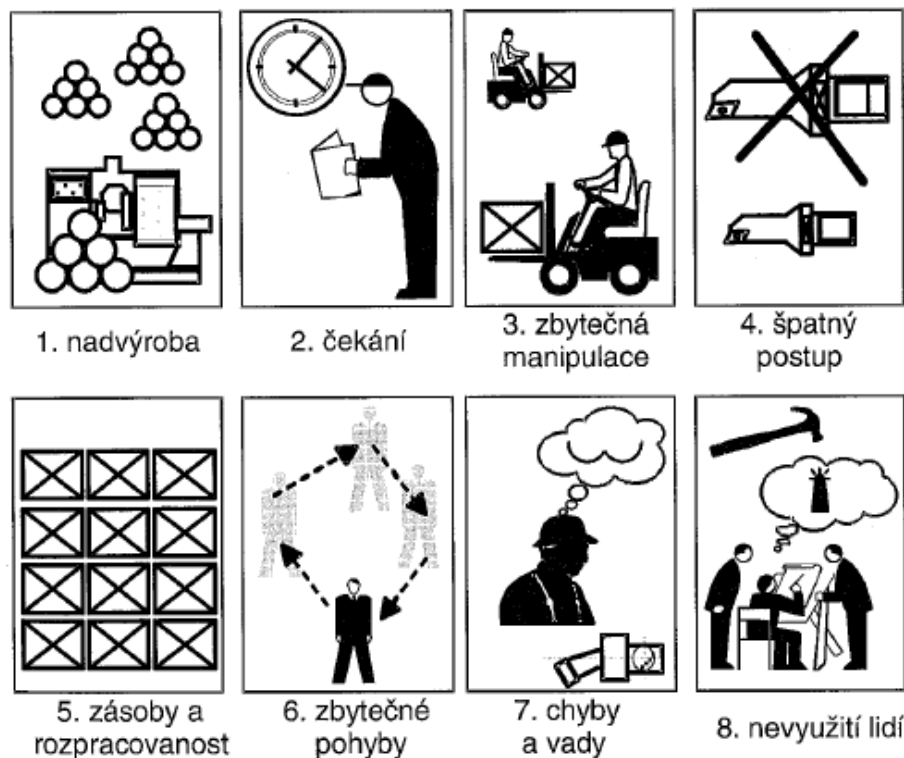 1. nadvýroba
2. čekání
3. zbytečná
manipulace
4. špatný
postup
5. zásoby a
rozpracovanost
6. zbytečné
pohyby
7. chyby
a vady
8. nevyužití lidí